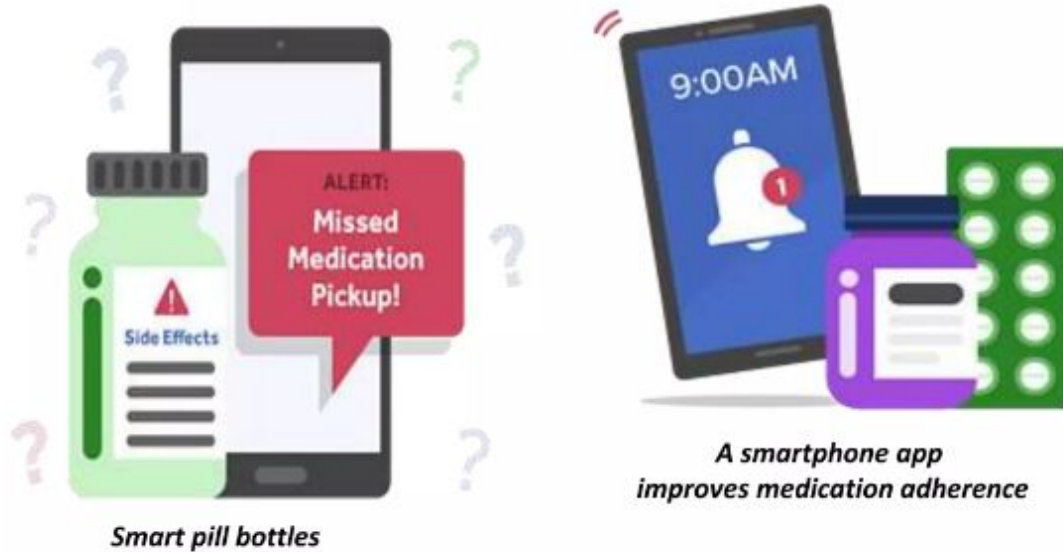 ALERT:
Missed
Medication
Pickup!
Side Effects
Smart pill bottles
9:00AM
1
A smartphone app
improves medication adherence